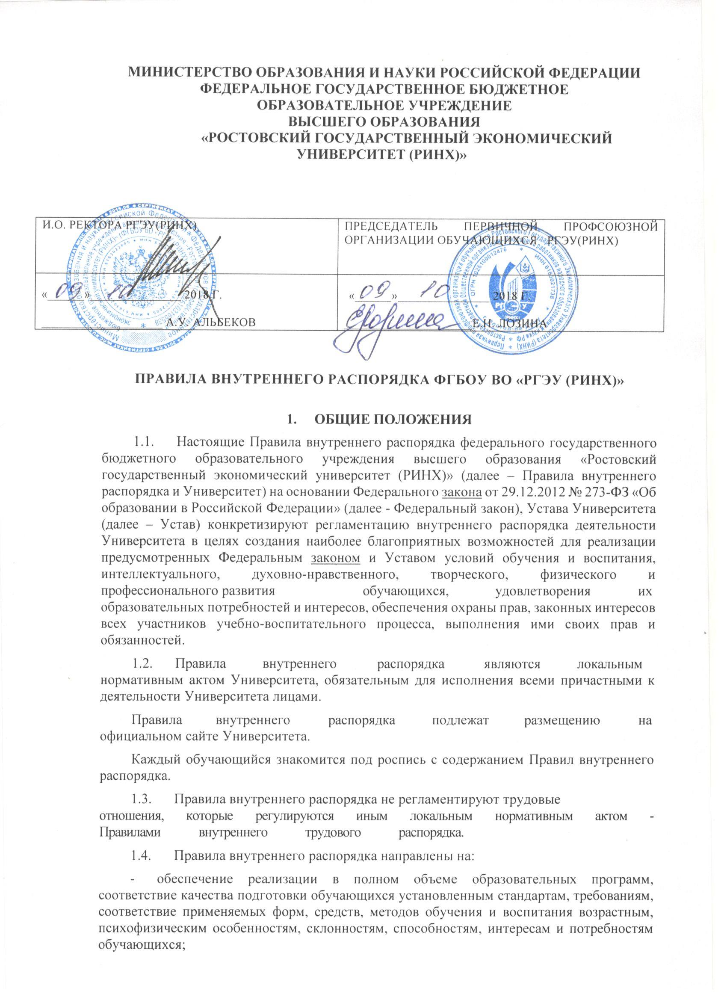 МИНИСТЕРСТВО ОБРАЗОВАНИЯ И НАУКИ РОССИЙСКОЙ ФЕДЕРАЦИИ
ФЕДЕРАЛЬНОЕ ГОСУДАРСТВЕННОЕ БЮДЖЕТНОЕ
ОБРАЗОВАТЕЛЬНОЕ УЧРЕЖДЕНИЕ
ВЫСШЕГО ОБРАЗОВАНИЯ
«РОСТОВСКИЙ ГОСУДАРСТВЕННЫЙ ЭКОНОМИЧЕСКИЙ
УНИВЕРСИТЕТ (РИНХ)»
И.О. РЕКТОРА РГЭУ(РИНХ)
«09» 10 2018 Г.
А.У. АЛЬБЕКОВ
ПРЕДСЕДАТЕЛЬ ПЕРВИЧНОЙ ПРОФСОЮЗНОЙ
ОРГАНИЗАЦИИ ОБУЧАЮЩИХСЯ РГЭУ(РИНХ)
«09» 10 2018 Г.
Е.Н. ЛОЗИНА
ОГРН 1026100012476
ИНН 6163021738
РГ У
(РИНХ)
ПРАВИЛА ВНУТРЕННЕГО РАСПОРЯДКА ФГБОУ ВО «РГЭУ (РИНХ)»
1. ОБЩИЕ ПОЛОЖЕНИЯ
1.1. Настоящие Правила внутреннего распорядка федерального государственного
бюджетного образовательного учреждения высшего образования «Ростовский
государственный экономический университет (РИНХ)» (далее – Правила внутреннего
распорядка и Университет) на основании Федерального закона от 29.12.2012 № 273-ФЗ «Об
образовании в Российской Федерации» (далее - Федеральный закон), Устава Университета
(далее – Устав) конкретизируют регламентацию внутреннего распорядка деятельности
Университета в целях создания наиболее благоприятных возможностей для реализации
предусмотренных Федеральным законом и Уставом условий обучения и воспитания,
интеллектуального, духовно-нравственного, творческого, физического и
профессионального развития обучающихся, удовлетворения их
образовательных потребностей и интересов, обеспечения охраны прав, законных интересов
всех участников учебно-воспитательного процесса, выполнения ими своих прав и
обязанностей.
1.2. Правила внутреннего распорядка являются локальным
нормативным актом Университета, обязательным для исполнения всеми причастными к
деятельности Университета лицами.
Правила внутреннего распорядка подлежат размещению на
официальном сайте Университета.
Каждый обучающийся знакомится под роспись с содержанием Правил внутреннего
распорядка.
1.3. Правила внутреннего распорядка не регламентируют трудовые
отношения, которые регулируются иным локальным нормативным актом -
Правилами внутреннего трудового распорядка.
1.4. Правила внутреннего распорядка направлены на:
- обеспечение реализации в полном объеме образовательных программ,
соответствие качества подготовки обучающихся установленным стандартам, требованиям,
соответствие применяемых форм, средств, методов обучения и воспитания возрастным,
психофизическим особенностям, склонностям, способностям, интересам и потребностям
обучающихся;